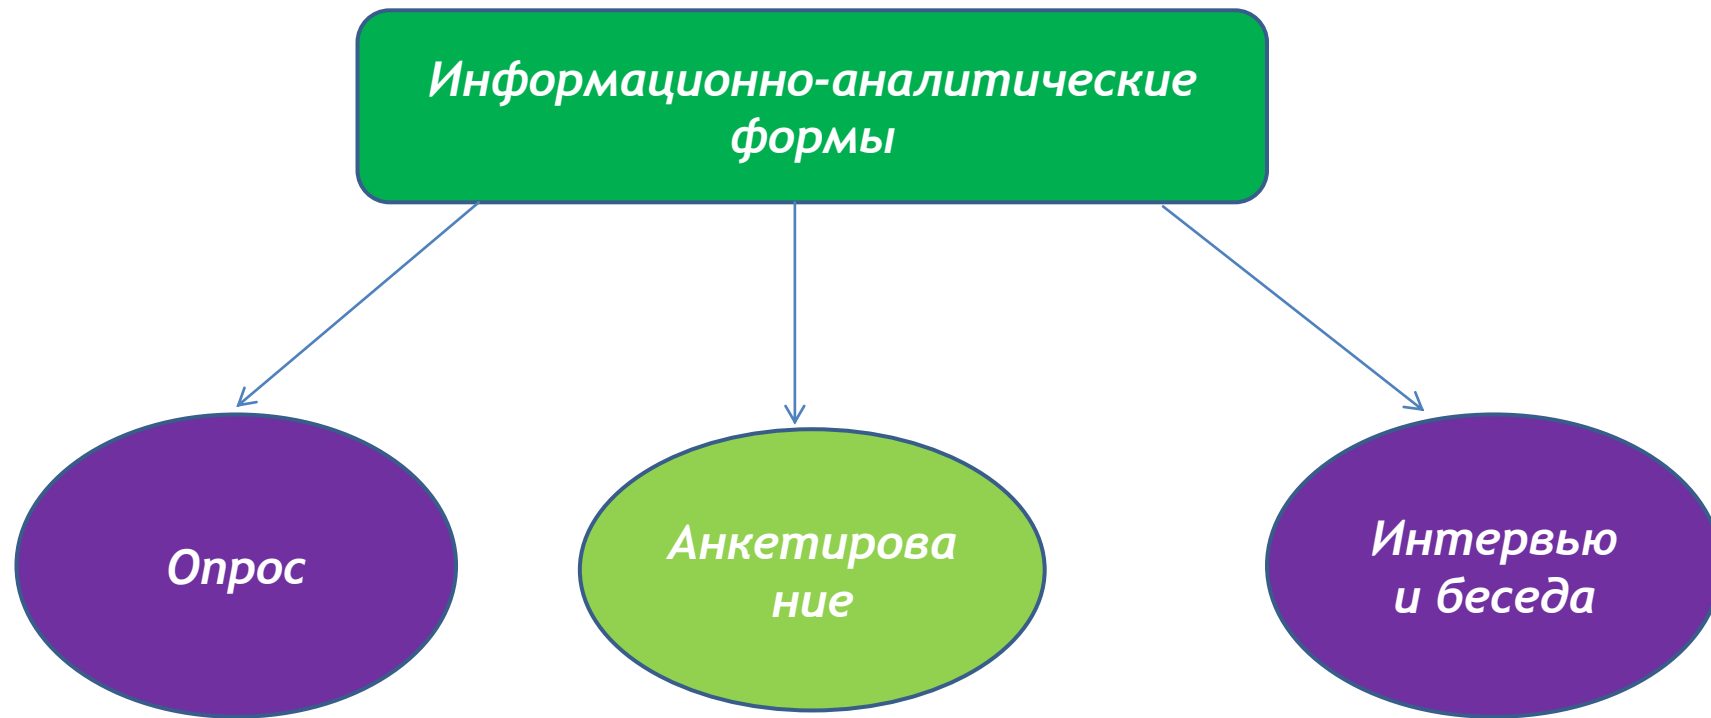 Информационно-аналитические
формы
Опрос
Анкетирова
ние
Интервью
и беседа